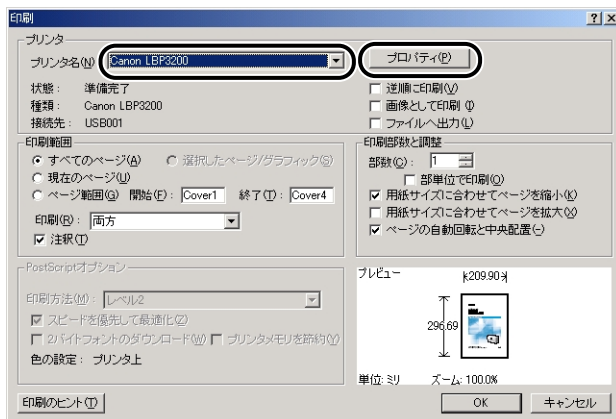 印刷
プリンタ
プリンタ名(N) Canon LBP3200 プロパティ(P)
状態： 準備完了
種類： Canon LBP3200
接続先： USB001
逆順に印刷(V)
画像として印刷(I)
ファイルへ出力(L)
印刷範囲
すべてのページ(A) 選択したページ/グラフィック(S)
現在のページ(U)
ページ範囲(G) 開始(F)： Cover1 終了(T)： Cover4
印刷(R)： 両方
注釈(T)
印刷部数と調整
部数(C)： 1
部単位で印刷(O)
用紙サイズに合わせてページを縮小(K)
用紙サイズに合わせてページを拡大(X)
ページの自動回転と中央配置(-)
PostScriptオプション
印刷方法(M)： レベル2
スピードを優先して最適化(Z)
2バイトフォントのダウンロード(W) プリンタメモリを節約(Y)
色の設定： プリンタ上
プレビュー
209.90
296.69
単位: ミリ ズーム: 100.0%
印刷のヒント(T) OK キャンセル